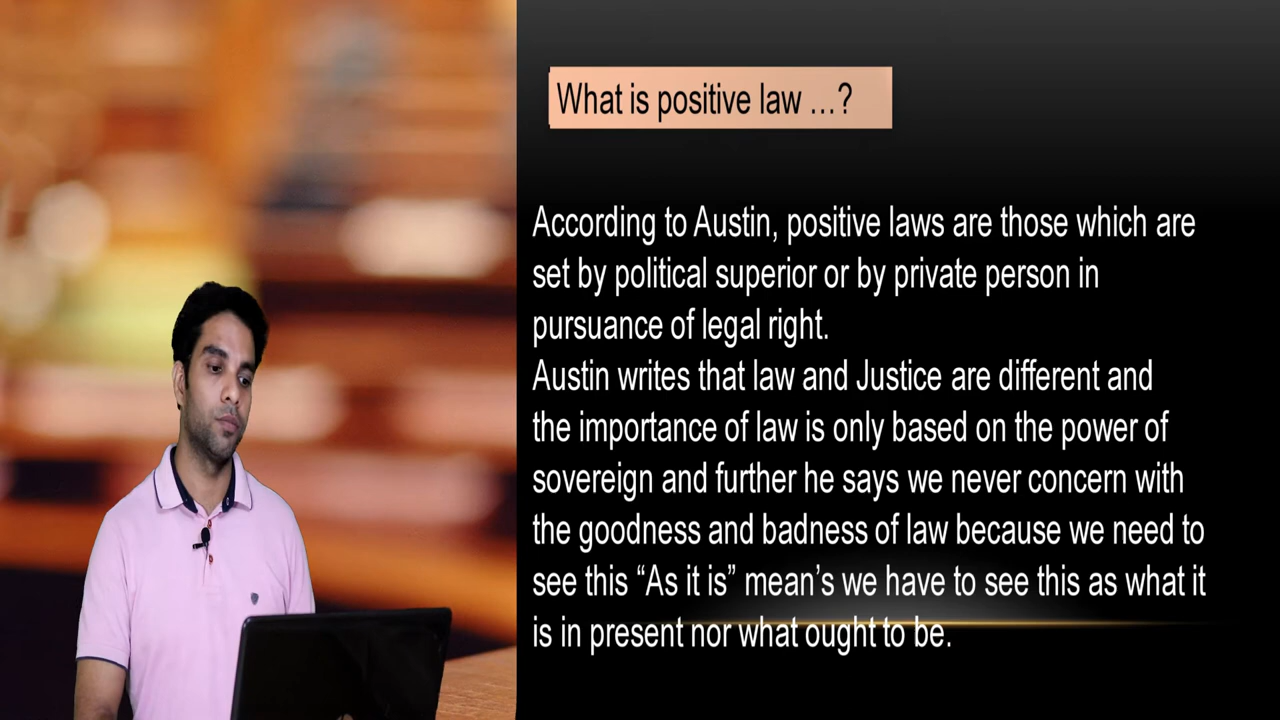 What is positive law ...?
According to Austin, positive laws are those which are
set by political superior or by private person in
pursuance of legal right.
Austin writes that law and Justice are different and
the importance of law is only based on the power of
sovereign and further he says we never concern with
the goodness and badness of law because we need to
see this “As it is” mean’s we have to see this as what it
is in present nor what ought to be.